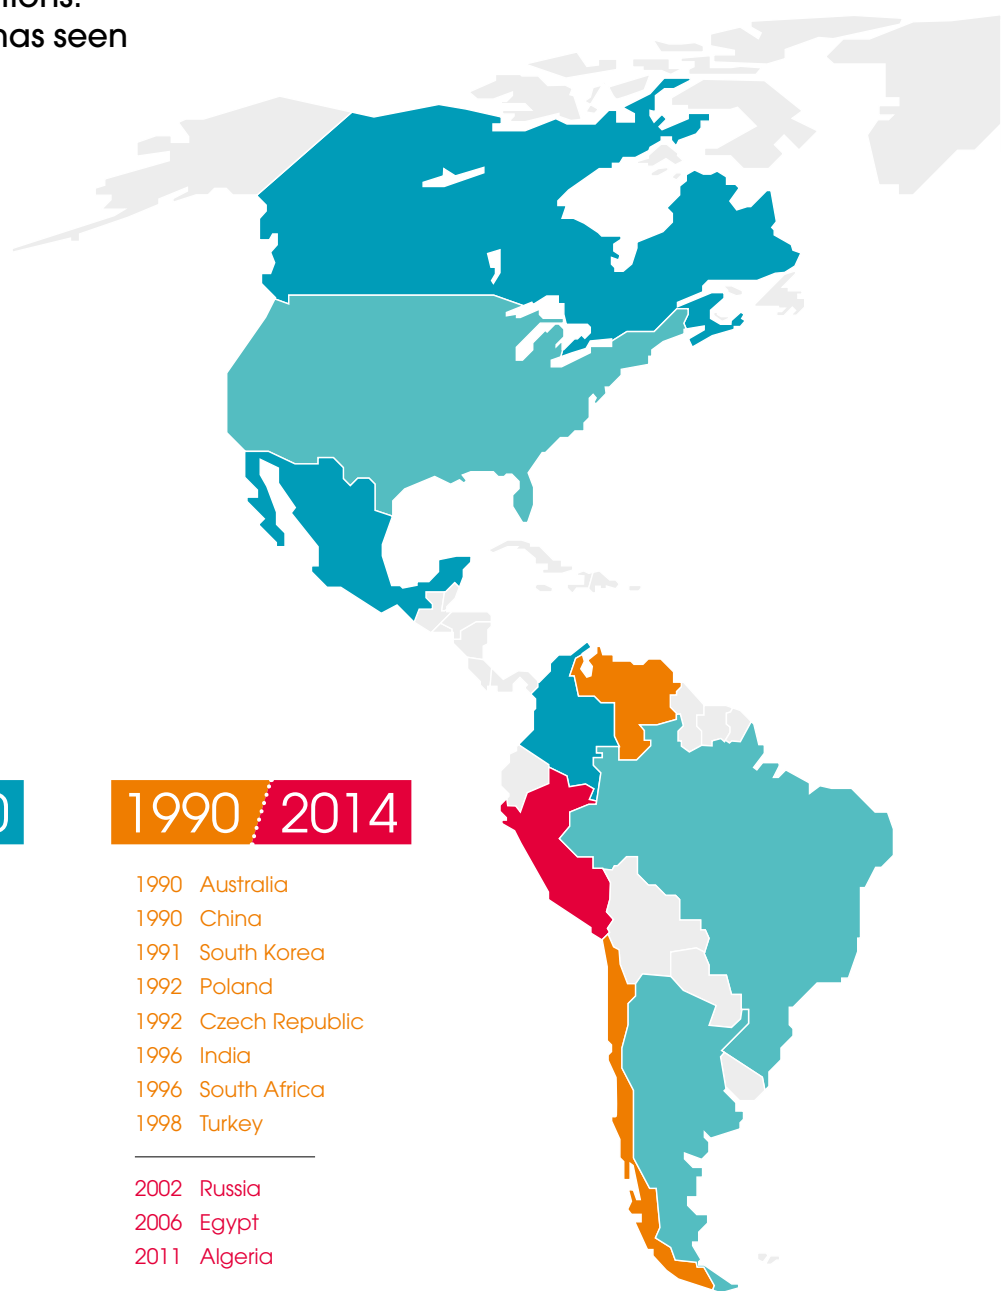 has seen
1990 2014
1990 Australia
1990 China
1991 South Korea
1992 Poland
1992 Czech Republic
1996 India
1996 South Africa
1998 Turkey
2002 Russia
2006 Egypt
2011 Algeria